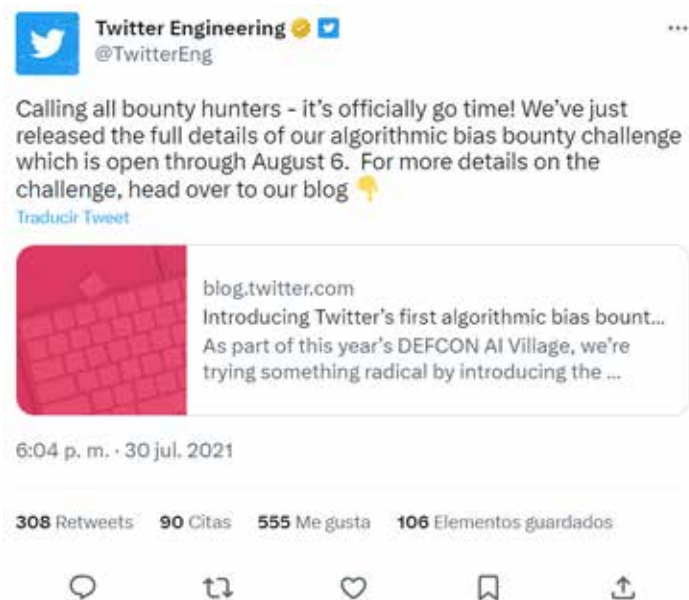 Twitter Engineering
@TwitterEng
Calling all bounty hunters - it's officially go time! We've just
released the full details of our algorithmic bias bounty challenge
which is open through August 6. For more details on the
challenge, head over to our blog 👇
Traducir Tweet
blog.twitter.com
Introducing Twitter's first algorithmic bias bount...
As part of this year's DEFCON AI Village, we're
trying something radical by introducing the ...
6:04 p. m. · 30 jul. 2021
308 Retweets 90 Citas 555 Me gusta 106 Elementos guardados